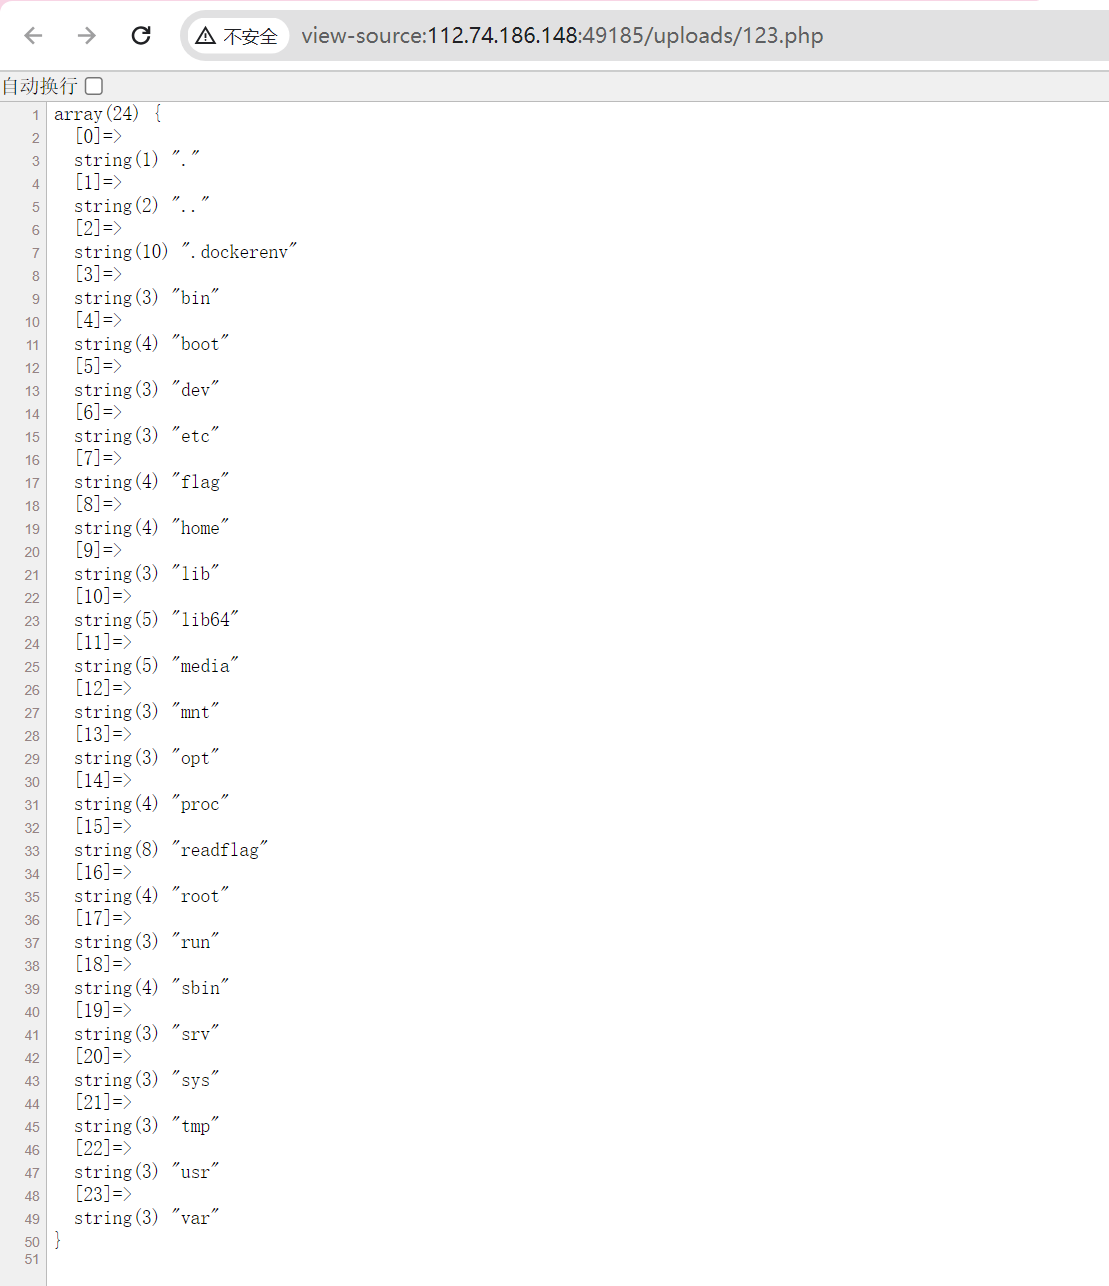 不安全 view-source:112.74.186.148:49185/uploads/123.php
自动换行
1 array(24) {
2   [0]=>
3   string(1) "."
4   [1]=>
5   string(2) ".."
6   [2]=>
7   string(10) ".dockerenv"
8   [3]=>
9   string(3) "bin"
10   [4]=>
11   string(4) "boot"
12   [5]=>
13   string(3) "dev"
14   [6]=>
15   string(3) "etc"
16   [7]=>
17   string(4) "flag"
18   [8]=>
19   string(4) "home"
20   [9]=>
21   string(3) "lib"
22   [10]=>
23   string(5) "lib64"
24   [11]=>
25   string(5) "media"
26   [12]=>
27   string(3) "mnt"
28   [13]=>
29   string(3) "opt"
30   [14]=>
31   string(4) "proc"
32   [15]=>
33   string(8) "readflag"
34   [16]=>
35   string(4) "root"
36   [17]=>
37   string(3) "run"
38   [18]=>
39   string(4) "sbin"
40   [19]=>
41   string(3) "srv"
42   [20]=>
43   string(3) "sys"
44   [21]=>
45   string(3) "tmp"
46   [22]=>
47   string(3) "usr"
48   [23]=>
49   string(3) "var"
50 }
51